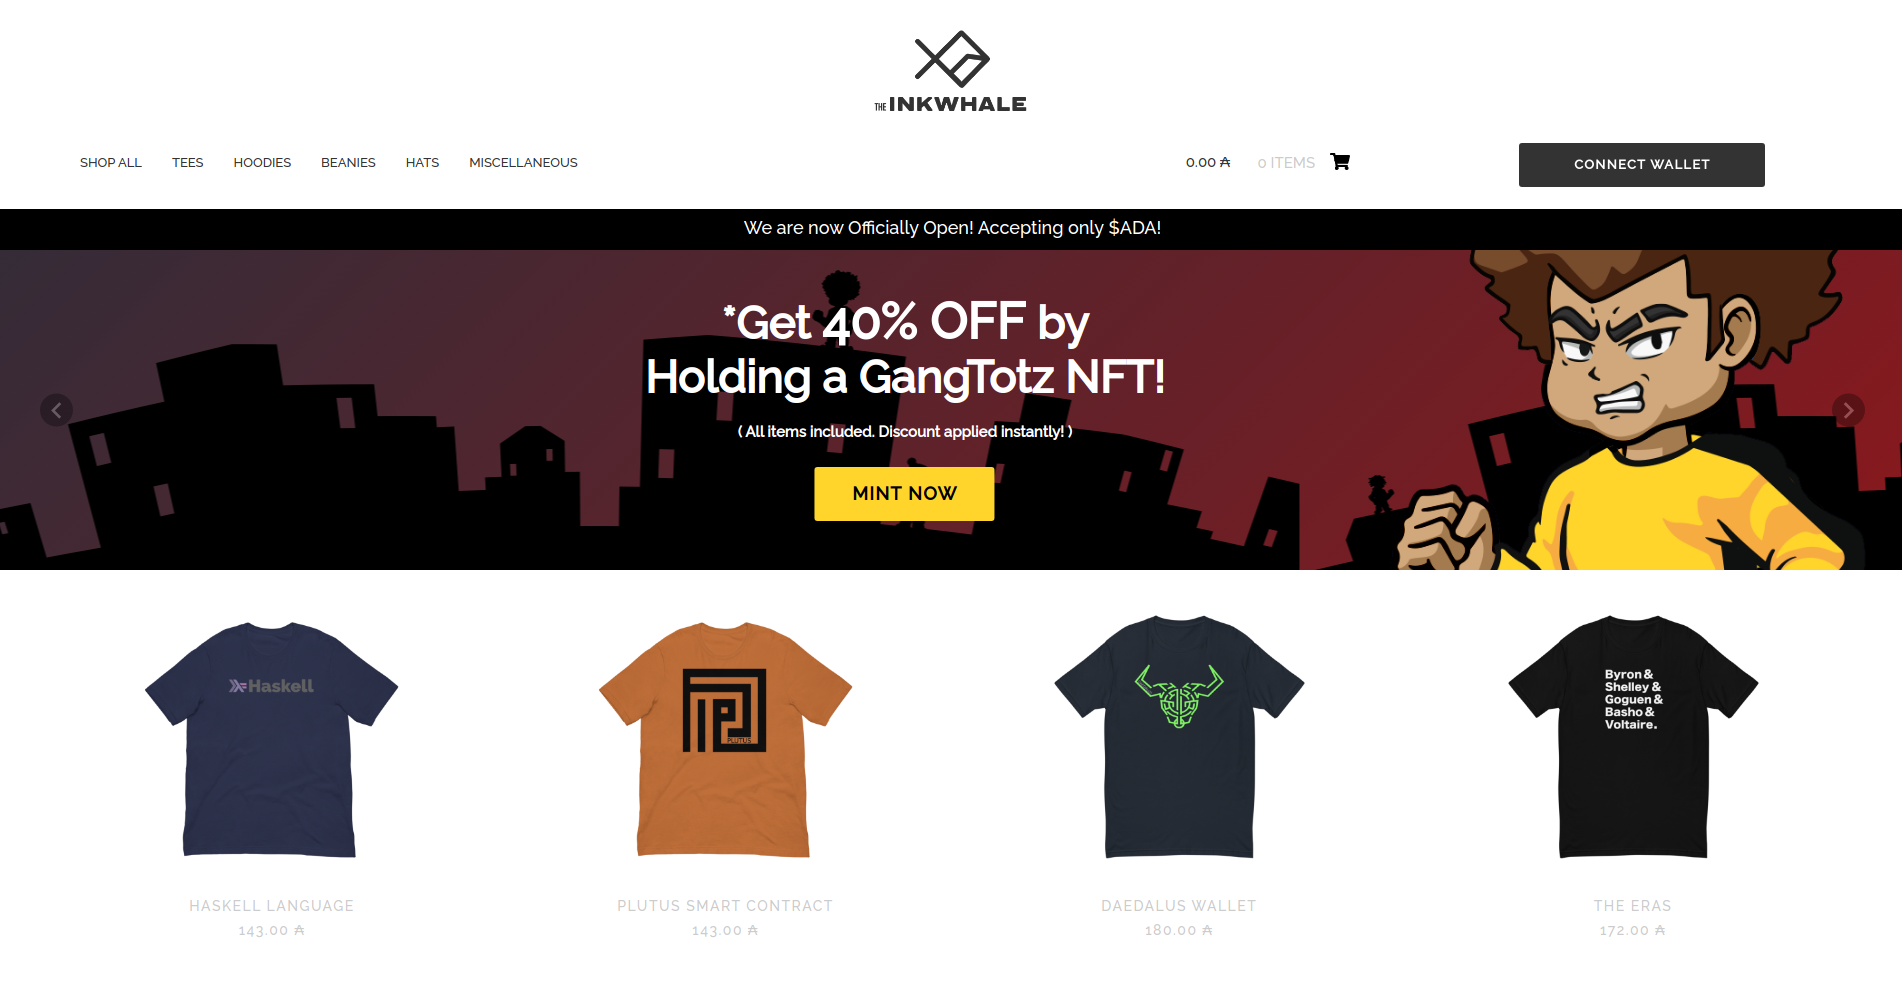 THE INKWHALE
SHOP ALL TEES HOODIES BEANIES HATS MISCELLANEOUS 0.00 ₳ 0 ITEMS CONNECT WALLET
We are now Officially Open! Accepting only $ADA!
*Get 40% OFF by
Holding a GangTotz NFT!
( All items included. Discount applied instantly! )
MINT NOW
Haskell
PLUTUS
Byron &
Shelley &
Goguen &
Basho &
Voltaire.
HASKELL LANGUAGE PLUTUS SMART CONTRACT DAEDALUS WALLET THE ERAS
143.00 ₳ 143.00 ₳ 180.00 ₳ 172.00 ₳